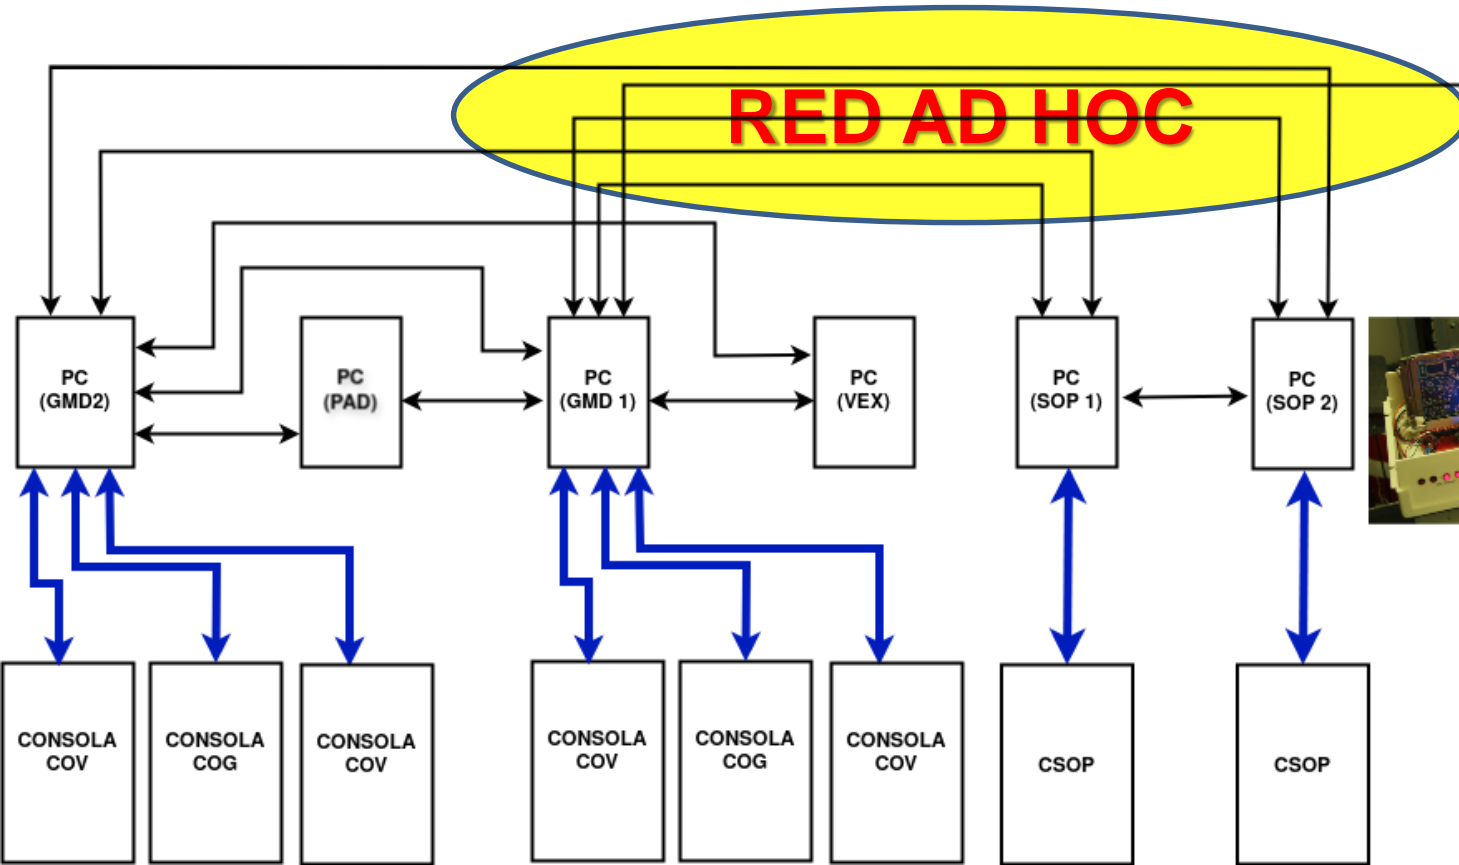 RED AD HOC
PC
(GMD2)
PC
(PAD)
PC
(GMD 1)
PC
(VEX)
PC
(SOP 1)
PC
(SOP 2)
CONSOLA
COV
CONSOLA
COG
CONSOLA
COV
CONSOLA
COV
CONSOLA
COG
CONSOLA
COV
CSOP
CSOP